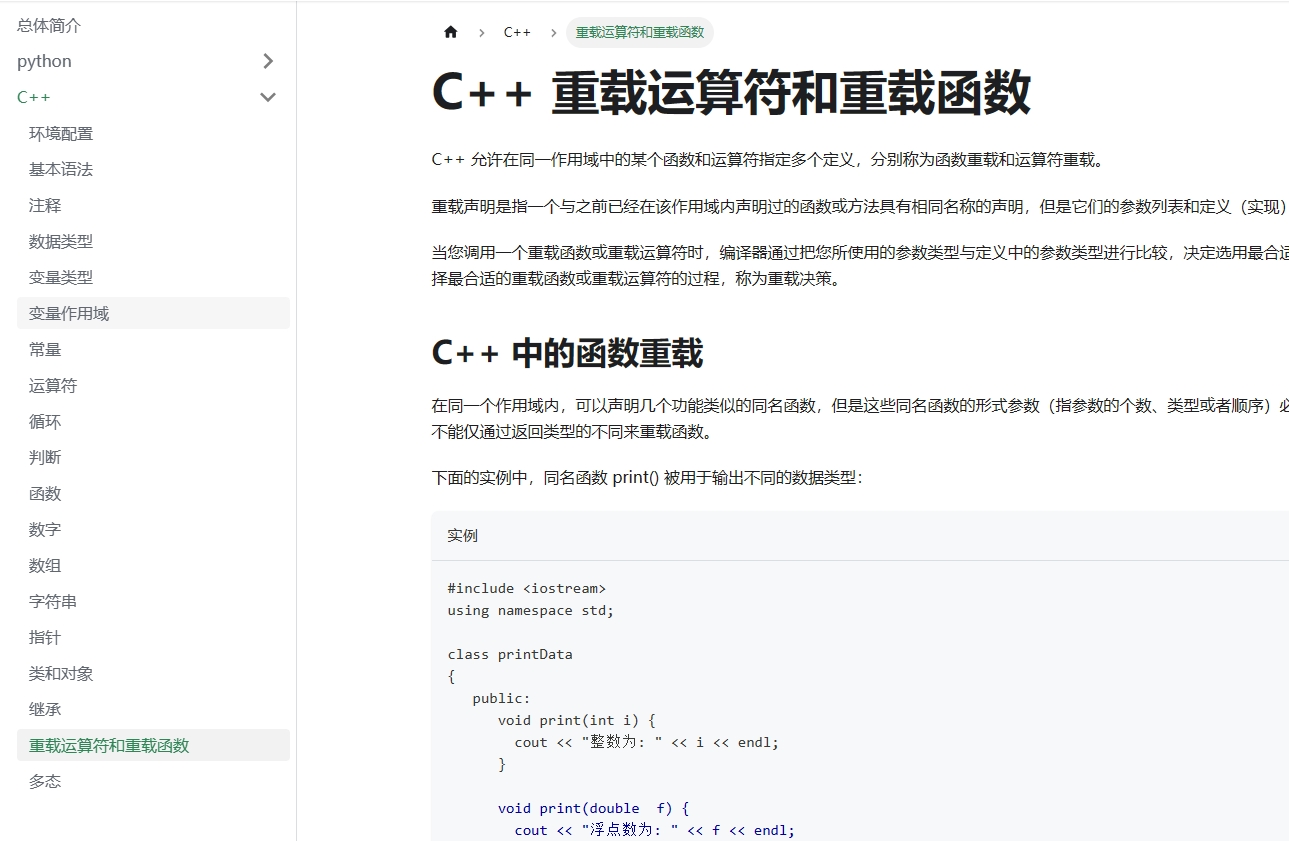 总体简介
python
C++
环境配置
基本语法
注释
数据类型
变量类型
变量作用域
常量
运算符
循环
判断
函数
数字
数组
字符串
指针
类和对象
继承
重载运算符和重载函数
多态
C++
重载运算符和重载函数
C++ 重载运算符和重载函数
C++ 允许在同一作用域中的某个函数和运算符指定多个定义，分别称为函数重载和运算符重载。
重载声明是指一个与之前已经在该作用域内声明过的函数或方法具有相同名称的声明，但是它们的参数列表和定义（实现）
当您调用一个重载函数或重载运算符时，编译器通过把您所使用的参数类型与定义中的参数类型进行比较，决定选用最合适
择最合适的重载函数或重载运算符的过程，称为重载决策。
C++ 中的函数重载
在同一个作用域内，可以声明几个功能类似的同名函数，但是这些同名函数的形式参数（指参数的个数、类型或者顺序）必
不能仅通过返回类型的不同来重载函数。
下面的实例中，同名函数 print() 被用于输出不同的数据类型：
实例
#include <iostream>
using namespace std;
class printData
{
public:
void print(int i) {
cout << "整数为: " << i << endl;
}
void print(double  f) {
cout << "浮点数为: " << f << endl;